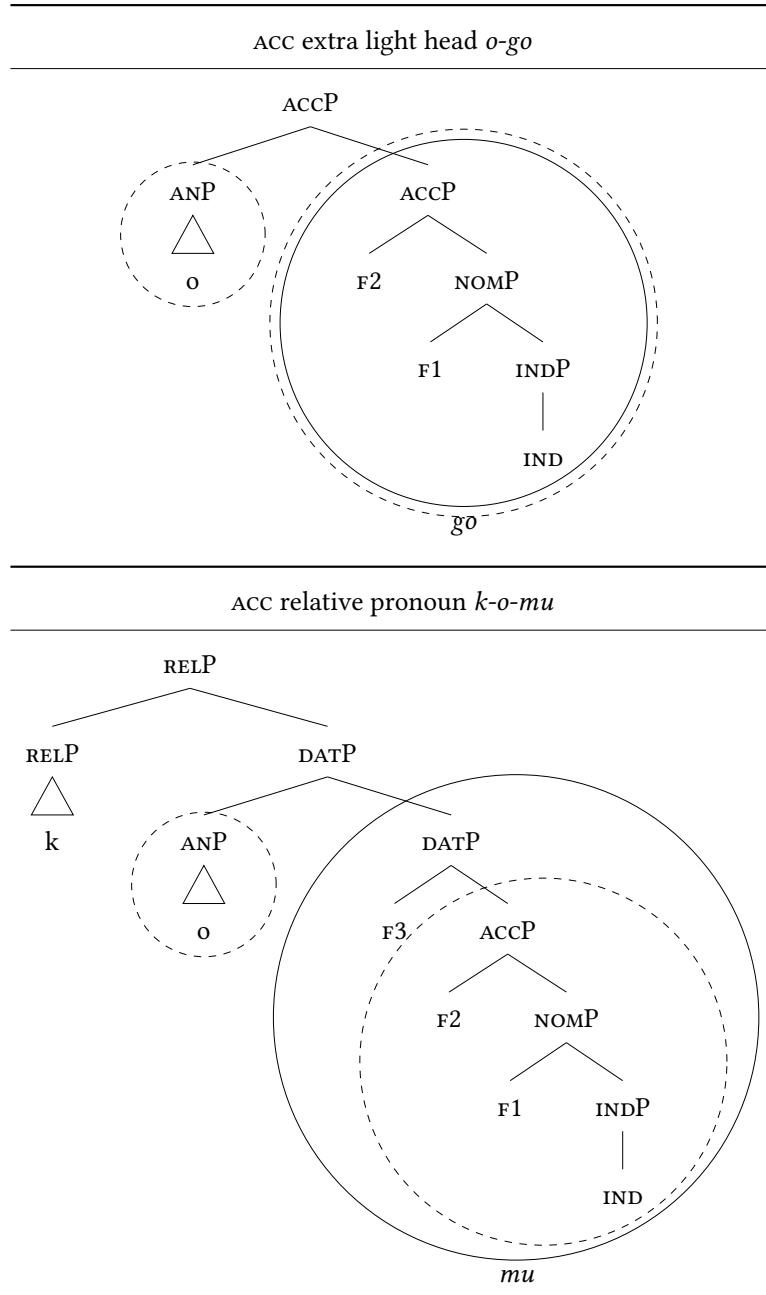 ACC extra light head o-go
ACCP
ANP ACCP
o F2 NOMP
F1 INDP
IND
go
ACC relative pronoun k-o-mu
RELP
RELP DATP
k ANP DATP
o F3 ACCP
F2 NOMP
F1 INDP
IND
mu